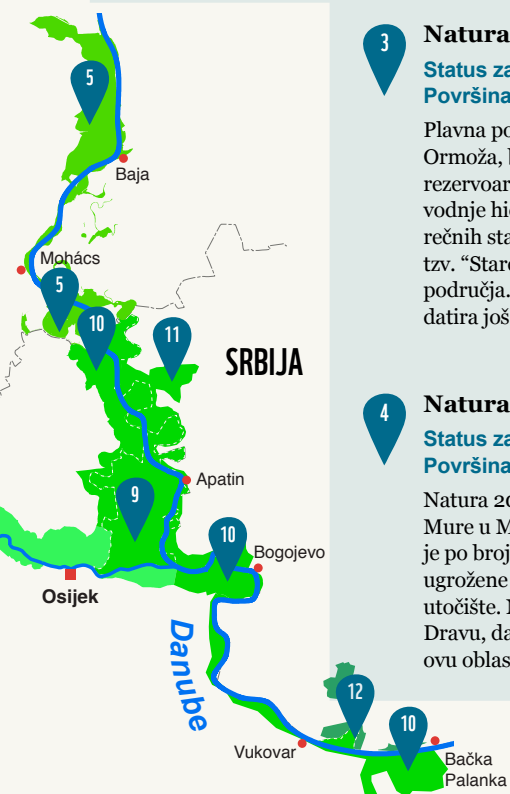 5
Baja
Mohács
5
10
11
SRBIJA
Apatin
9
10
Bogojevo
Osijek
Danube
12
10
Vukovar
Bačka
Palanka
3
Natura
Status za
Površina
Plavna po
Ormoža, b
rezervoar
vodnje hid
rečnih sta
tzv. “Staro
područja.
datira još
4
Natura
Status za
Površina
Natura 20
Mure u M
je po broj
ugrožene
utočište. N
Dravu, da
ovu oblas